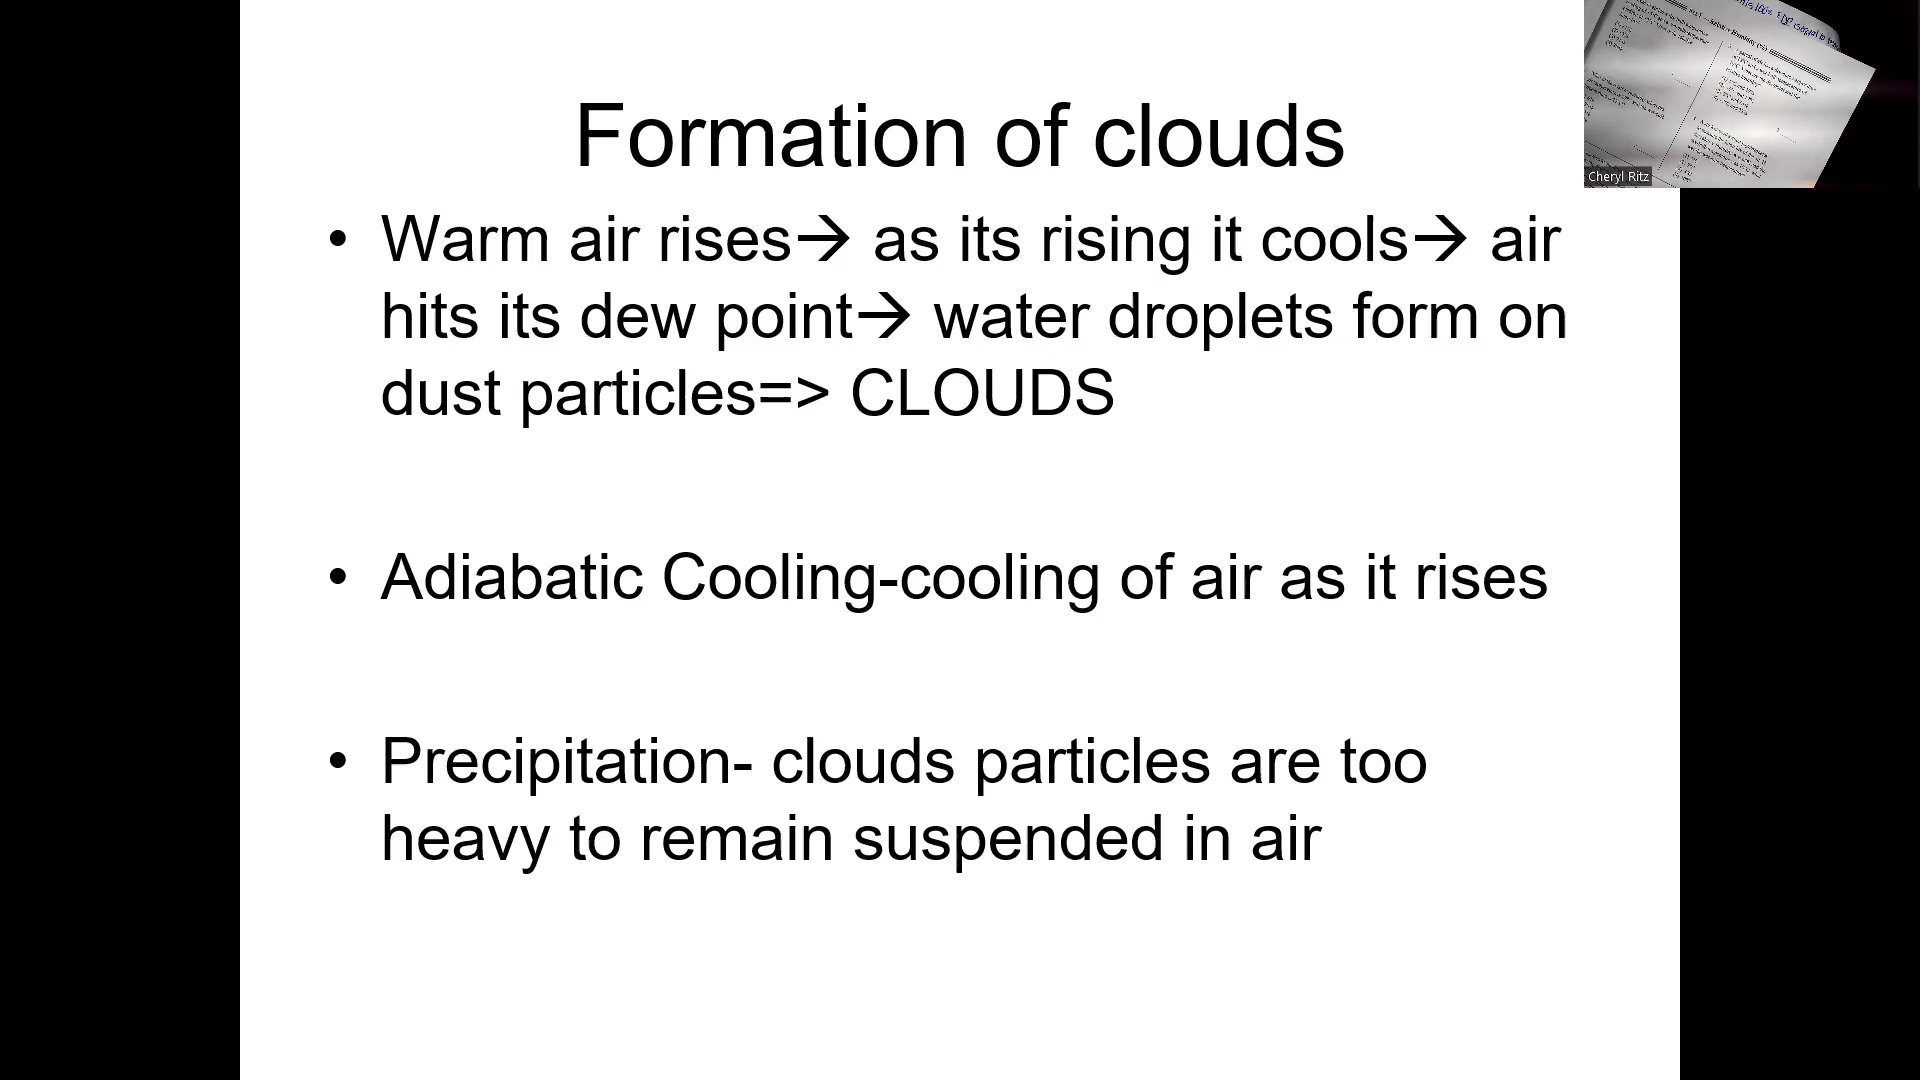 Formation of clouds
• Warm air rises→ as its rising it cools→ air
hits its dew point→ water droplets form on
dust particles=> CLOUDS
• Adiabatic Cooling-cooling of air as it rises
• Precipitation- clouds particles are too
heavy to remain suspended in air
Cheryl Ritz